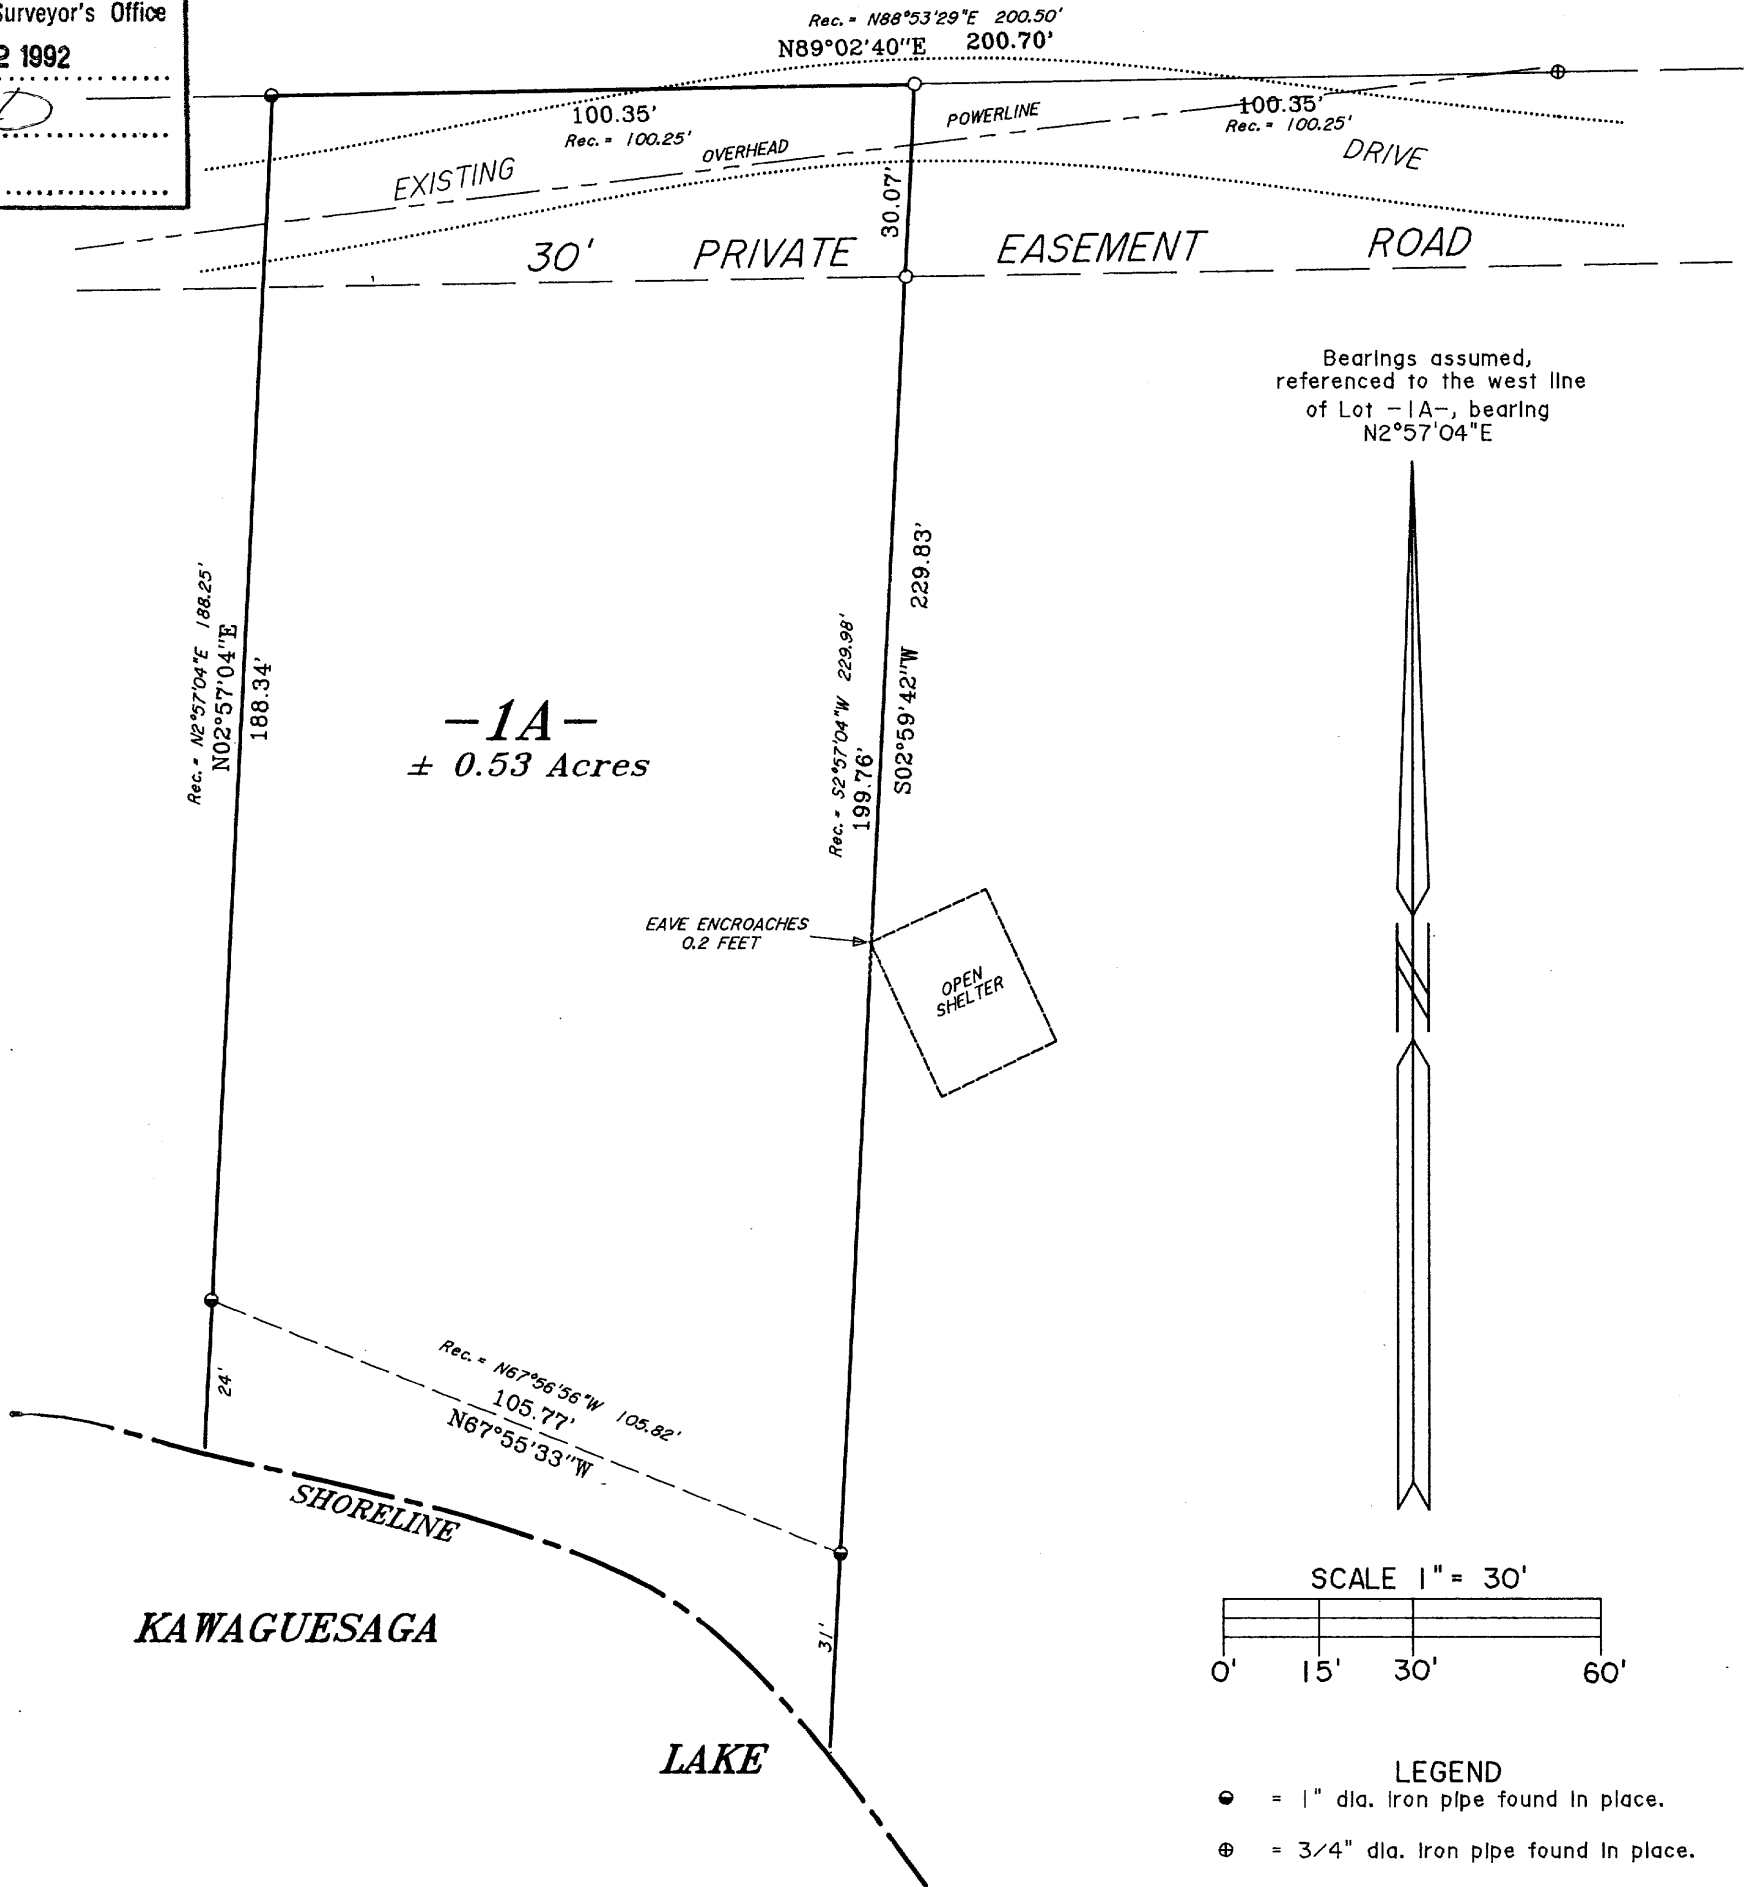 Surveyor's Office
2 1992
Rec. = N88°53'29"E 200.50'
N89°02'40"E 200.70'
100.35'
Rec. = 100.25'
100.35'
Rec. = 100.25'
EXISTING
OVERHEAD
POWERLINE
DRIVE
30.07'
30' PRIVATE EASEMENT ROAD
Bearings assumed,
referenced to the west line
of Lot -1A-, bearing
N2°57'04"E
Rec. = N2°57'04"E 188.25'
N02°57'04"E
188.34'
-1A-
± 0.53 Acres
Rec. = S2°57'04"W 229.98'
199.76'
S02°59'42"W 229.83'
EAVE ENCROACHES
0.2 FEET
OPEN
SHELTER
24'
Rec. = N67°56'56"W 105.82'
105.77'
N67°55'33"W
SHORELINE
31'
KAWAGUESAGA
LAKE
SCALE 1" = 30'
0' 15' 30' 60'
LEGEND
= 1" dia. iron pipe found in place.
= 3/4" dia. iron pipe found in place.